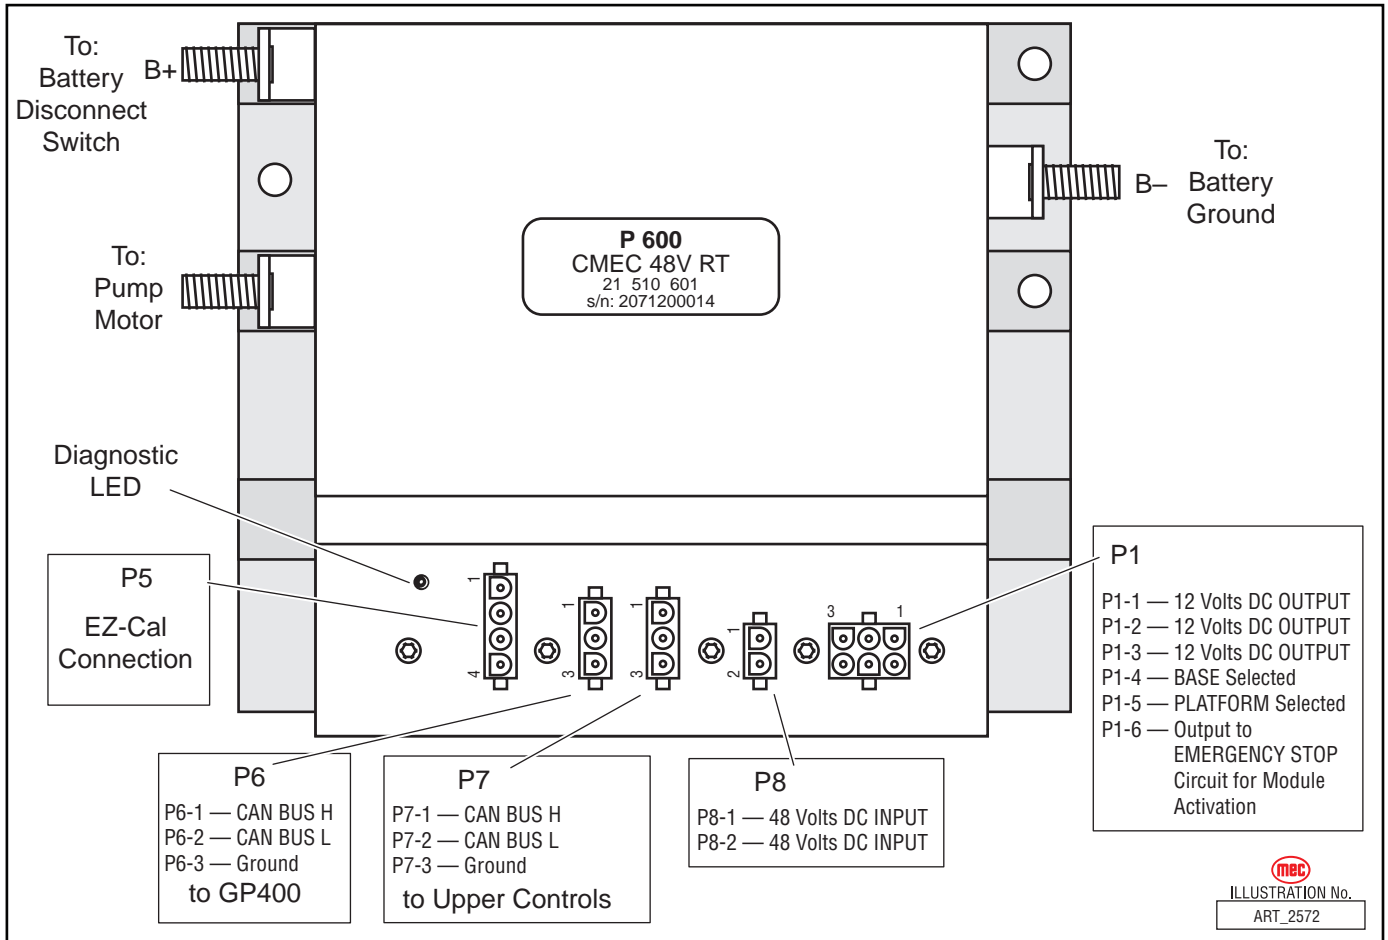 To:
Battery
Disconnect
Switch
B+
To:
Pump
Motor
To:
Battery
Ground
B–
P 600
CMEC 48V RT
21 510 601
s/n: 2071200014
Diagnostic
LED
P5
EZ-Cal
Connection
1
4
1
3
1
3
1
2
3 1
P1
P1-1 — 12 Volts DC OUTPUT
P1-2 — 12 Volts DC OUTPUT
P1-3 — 12 Volts DC OUTPUT
P1-4 — BASE Selected
P1-5 — PLATFORM Selected
P1-6 — Output to
EMERGENCY STOP
Circuit for Module
Activation
P6
P6-1 — CAN BUS H
P6-2 — CAN BUS L
P6-3 — Ground
to GP400
P7
P7-1 — CAN BUS H
P7-2 — CAN BUS L
P7-3 — Ground
to Upper Controls
P8
P8-1 — 48 Volts DC INPUT
P8-2 — 48 Volts DC INPUT
mec
ILLUSTRATION No.
ART_2572